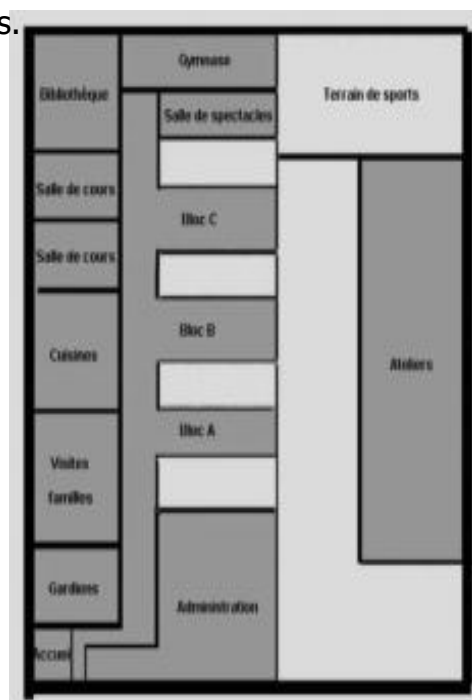 s.
Gymnase
Bibliothèque
Terrain de sports
Salle de spectacles
Salle de cours
Bloc C
Salle de cours
Bloc B
Cuisines
Ateliers
Bloc A
Visites
familles
Gardiens
Administration
Accueil